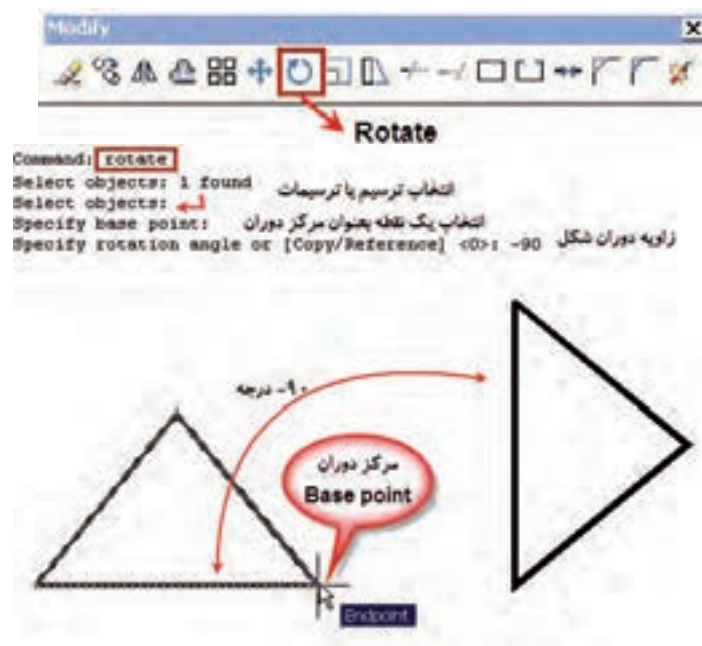 Modify
Rotate
Command: rotate
Select objects: 1 found انتخاب ترسیم یا ترسیمات
Select objects:
Specify base point: انتخاب یک نقطه بعنوان مرکز دوران
Specify rotation angle or [Copy/Reference] <0>: -90 زاویه دوران شکل
۹۰- درجه
مرکز دوران
Base point
Endpoint